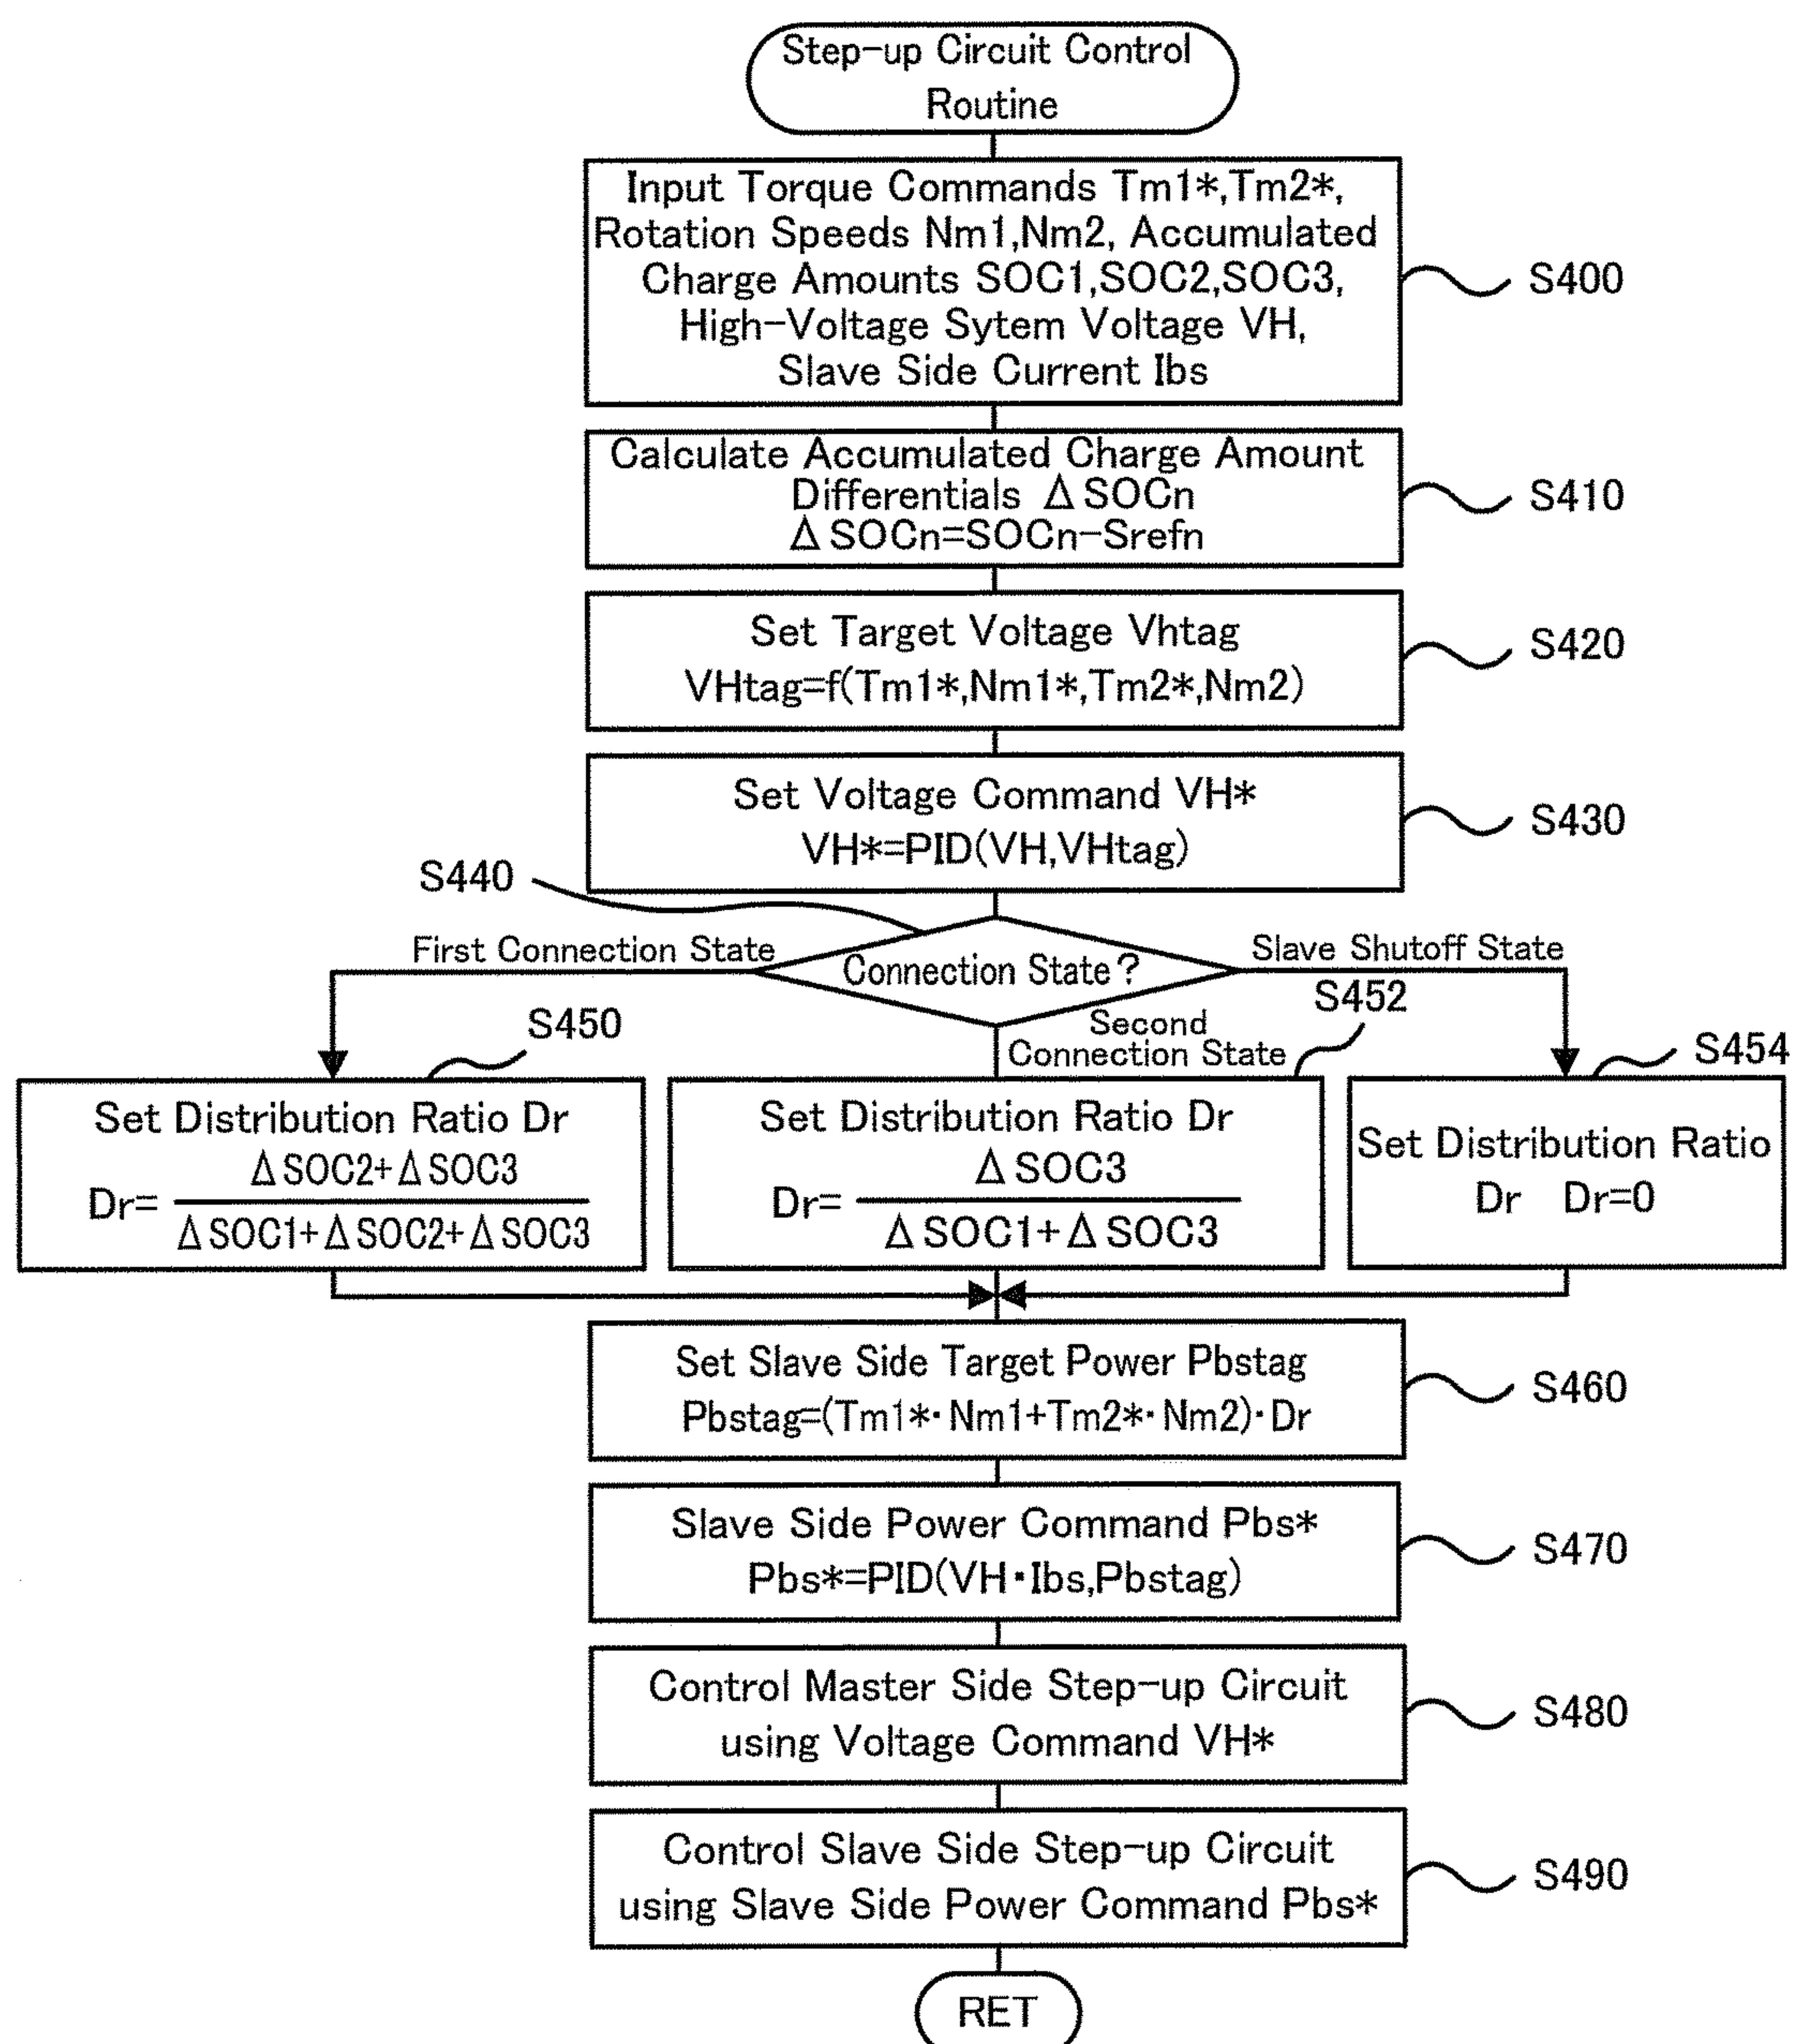 Step-up Circuit Control
Routine
Input Torque Commands Tm1*,Tm2*,
Rotation Speeds Nm1,Nm2, Accumulated
Charge Amounts SOC1,SOC2,SOC3,
High-Voltage Sytem Voltage VH,
Slave Side Current Ibs
S400
Calculate Accumulated Charge Amount
Differentials ΔSOCn
ΔSOCn=SOCn-Srefn
S410
Set Target Voltage Vhtag
VHtag=f(Tm1*,Nm1*,Tm2*,Nm2)
S420
Set Voltage Command VH*
VH*=PID(VH,VHtag)
S430
S440
Connection State?
First Connection State
Second
Connection State
Slave Shutoff State
S450
Set Distribution Ratio Dr
ΔSOC2+ΔSOC3
Dr=
ΔSOC1+ΔSOC2+ΔSOC3
S452
Set Distribution Ratio Dr
ΔSOC3
Dr=
ΔSOC1+ΔSOC3
S454
Set Distribution Ratio
Dr Dr=0
Set Slave Side Target Power Pbstag
Pbstag=(Tm1*·Nm1+Tm2*·Nm2)·Dr
S460
Slave Side Power Command Pbs*
Pbs*=PID(VH·Ibs,Pbstag)
S470
Control Master Side Step-up Circuit
using Voltage Command VH*
S480
Control Slave Side Step-up Circuit
using Slave Side Power Command Pbs*
S490
RET